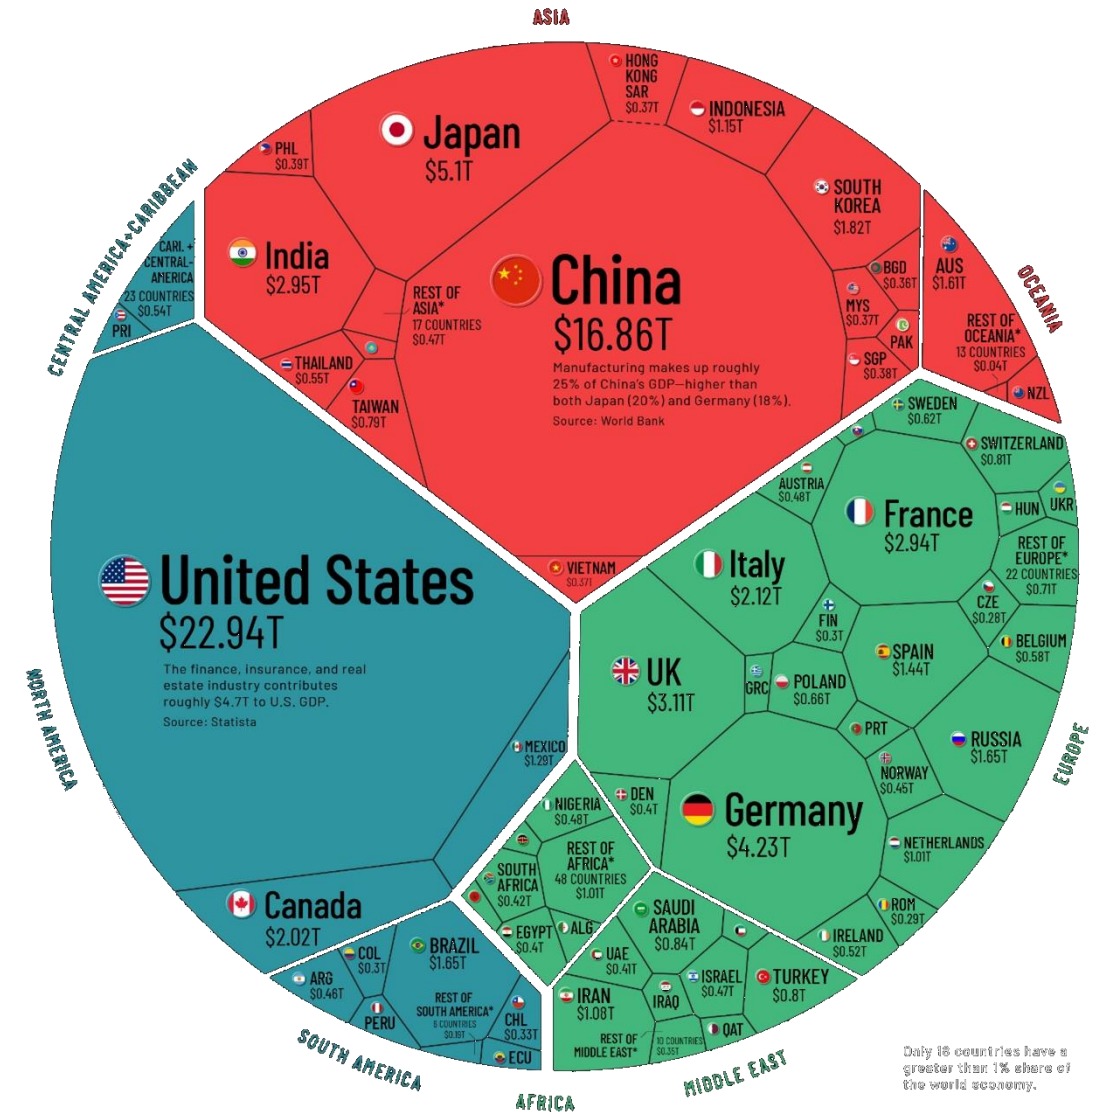 ASIA
HONG
KONG
SAR
$0.37T
INDONESIA
$1.15T
Japan
$5.1T
PHL
$0.39T
SOUTH
KOREA
$1.82T
India
$2.95T
China
$16.86T
Manufacturing makes up roughly
25% of China's GDP—higher than
both Japan (20%) and Germany (18%).
Source: World Bank
BGD
$0.36T
MYS
$0.37T
PAK
SGP
$0.38T
REST OF
ASIA*
17 COUNTRIES
$0.47T
THAILAND
$0.55T
TAIWAN
$0.79T
VIETNAM
$0.37T
OCEANIA
AUS
$1.61T
REST OF
OCEANIA*
13 COUNTRIES
$0.04T
NZL
CENTRAL AMERICA+CARIBBEAN
CARI. +
CENTRAL-
AMERICA
23 COUNTRIES
$0.54T
PRI
NORTH AMERICA
United States
$22.94T
The finance, insurance, and real
estate industry contributes
roughly $4.7T to U.S. GDP.
Source: Statista
MEXICO
$1.29T
Canada
$2.02T
EUROPE
SWEDEN
$0.62T
SWITZERLAND
$0.81T
AUSTRIA
$0.48T
France
$2.94T
HUN
UKR
Italy
$2.12T
REST OF
EUROPE*
22 COUNTRIES
$0.71T
FIN
$0.3T
CZE
$0.28T
BELGIUM
$0.58T
SPAIN
$1.44T
UK
$3.11T
GRC
POLAND
$0.66T
PRT
RUSSIA
$1.65T
NORWAY
$0.45T
DEN
$0.4T
Germany
$4.23T
NETHERLANDS
$1.01T
ROM
$0.29T
IRELAND
$0.52T
NIGERIA
$0.48T
REST OF
AFRICA*
48 COUNTRIES
$1.01T
SOUTH
AFRICA
$0.42T
EGYPT
$0.4T
ALG
AFRICA
SAUDI
ARABIA
$0.84T
UAE
$0.41T
ISRAEL
$0.47T
TURKEY
$0.8T
IRAN
$1.08T
IRAQ
QAT
REST OF
MIDDLE EAST*
10 COUNTRIES
$0.35T
MIDDLE EAST
BRAZIL
$1.65T
COL
$0.3T
ARG
$0.46T
PERU
REST OF
SOUTH AMERICA*
6 COUNTRIES
$0.19T
CHL
$0.33T
ECU
SOUTH AMERICA
Only 18 countries have a
greater than 1% share of
the world economy.